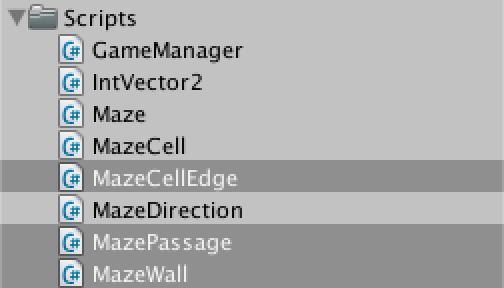 Scripts
GameManager
IntVector2
Maze
MazeCell
MazeCellEdge
MazeDirection
MazePassage
MazeWall